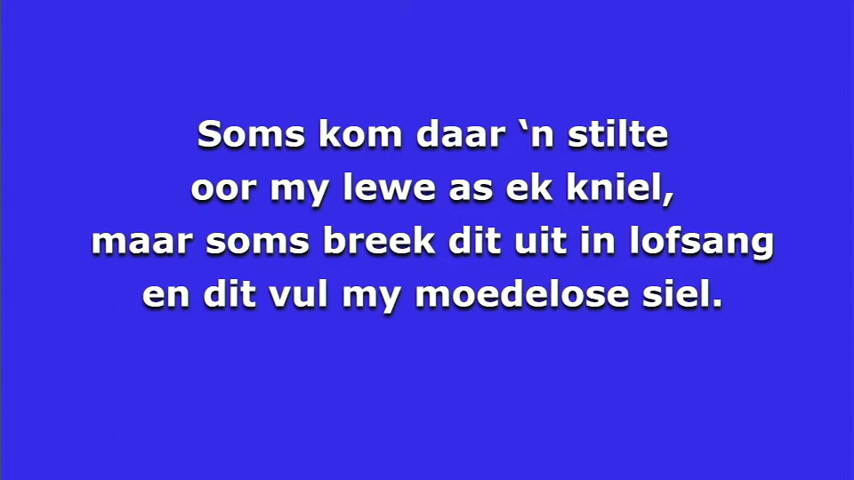 Soms kom daar ‘n stilte
oor my lewe as ek kniel,
maar soms breek dit uit in lofsang
en dit vul my moedelose siel.